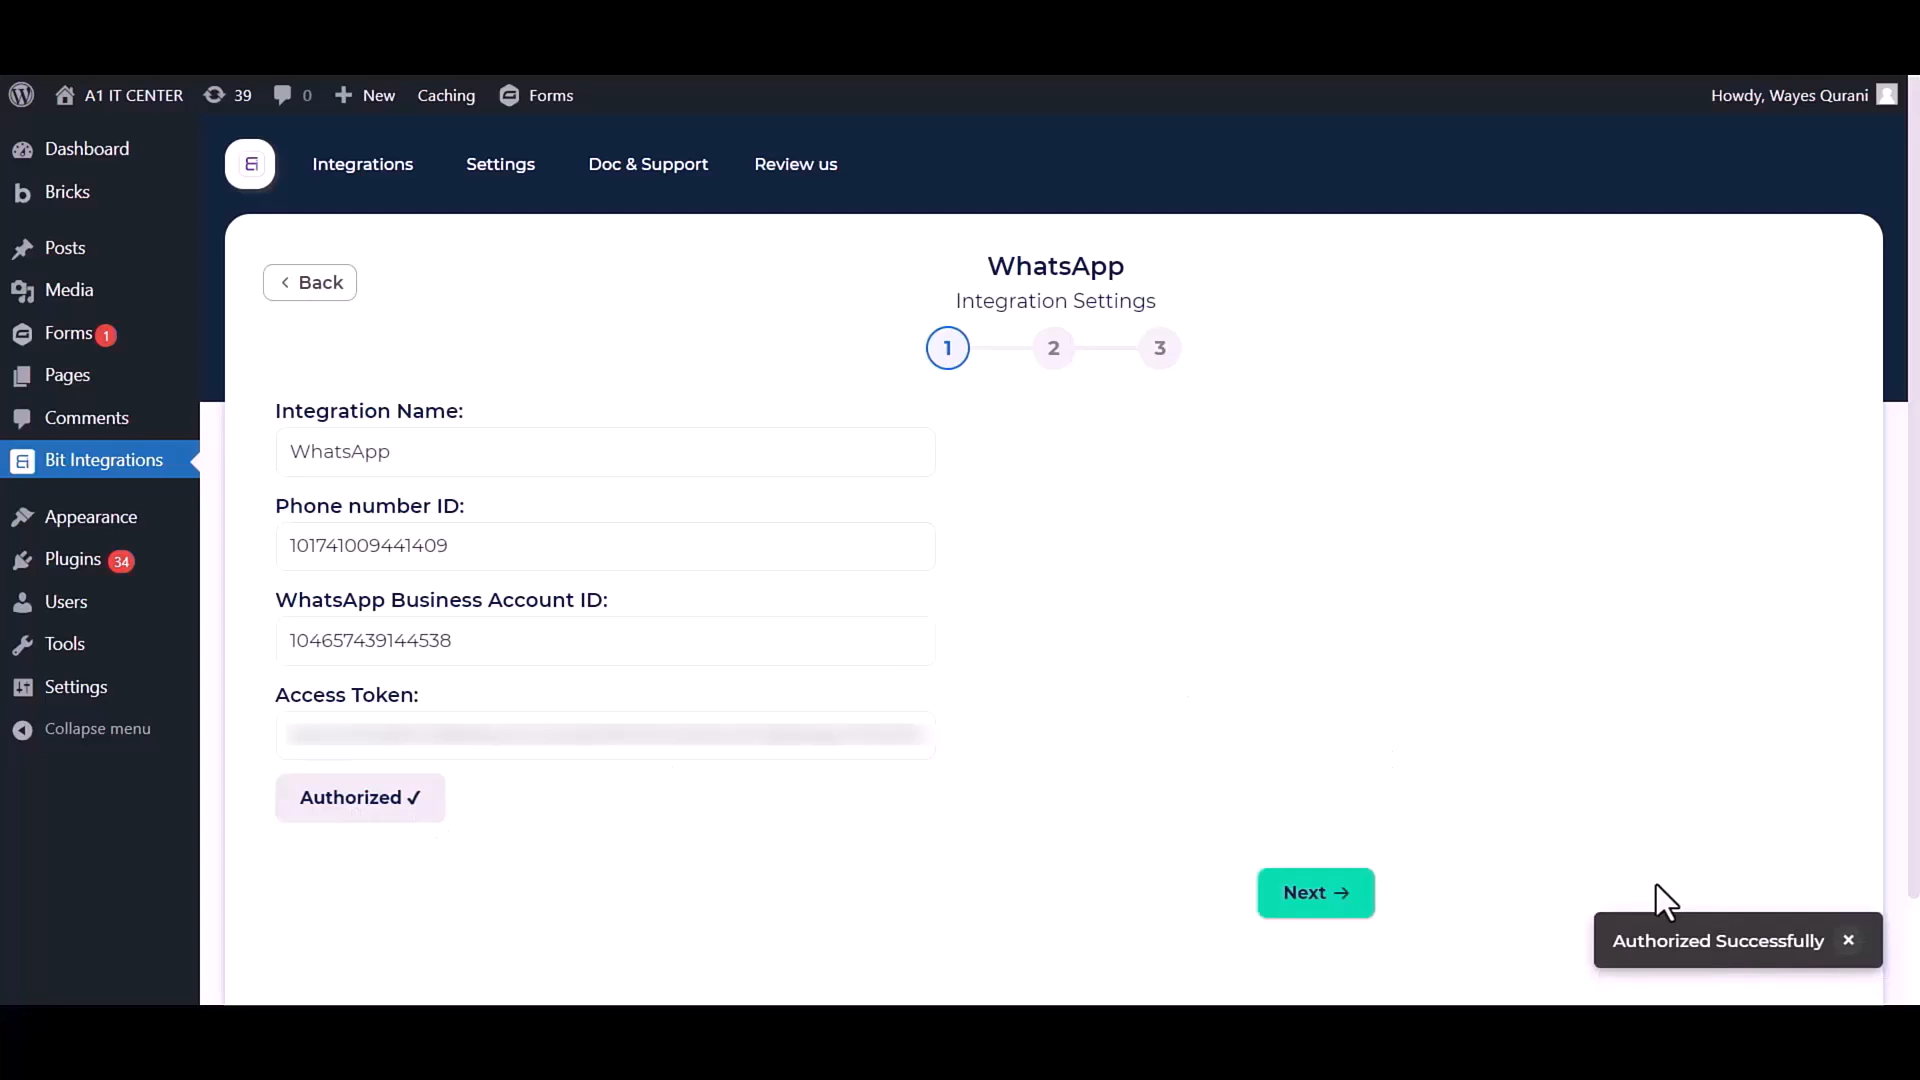 A1 IT CENTER
39
0
New
Caching
Forms
Howdy, Wayes Qurani
Dashboard
Bricks
Posts
Media
Forms 1
Pages
Comments
Bit Integrations
Appearance
Plugins 34
Users
Tools
Settings
Collapse menu
Integrations
Settings
Doc & Support
Review us
Back
WhatsApp
Integration Settings
1
2
3
Integration Name:
WhatsApp
Phone number ID:
101741009441409
WhatsApp Business Account ID:
104657439144538
Access Token:
Authorized ✓
Next →
Authorized Successfully ×